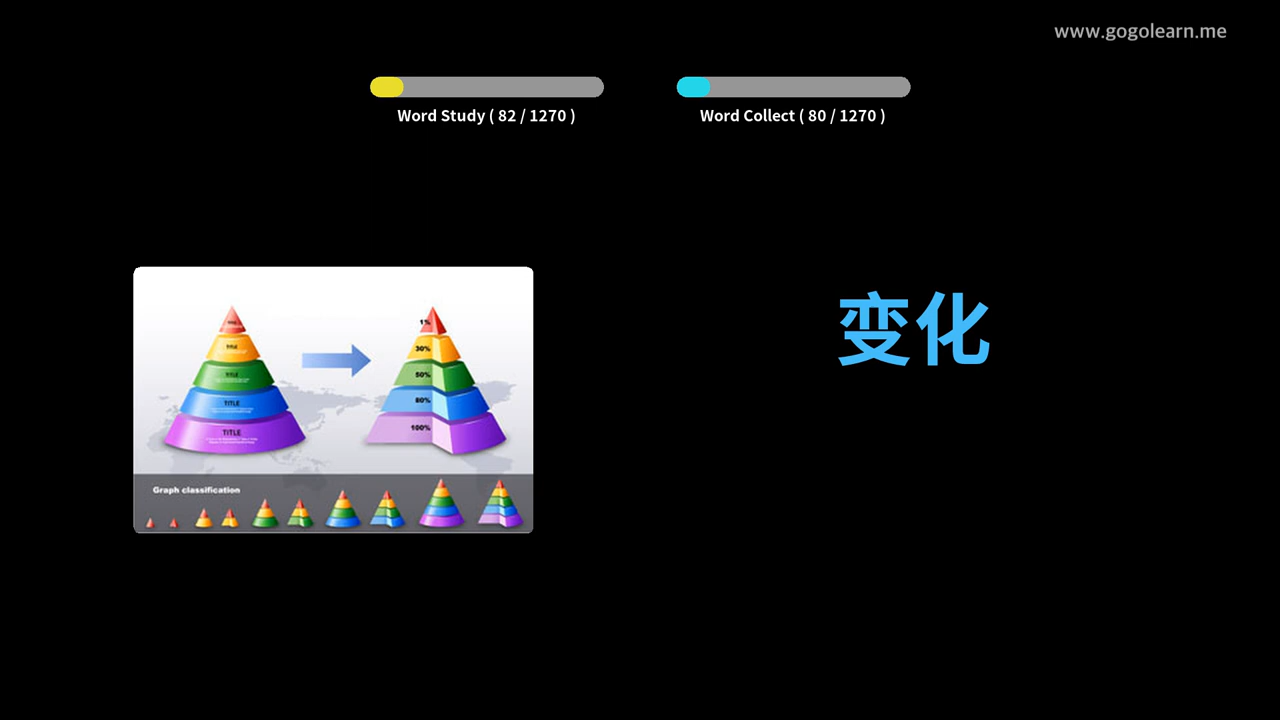 www.gogolearn.me
Word Study ( 82 / 1270 )
Word Collect ( 80 / 1270 )
变化
TITLE
TITLE
TITLE
TITLE
1%
30%
50%
80%
100%
Graph classification